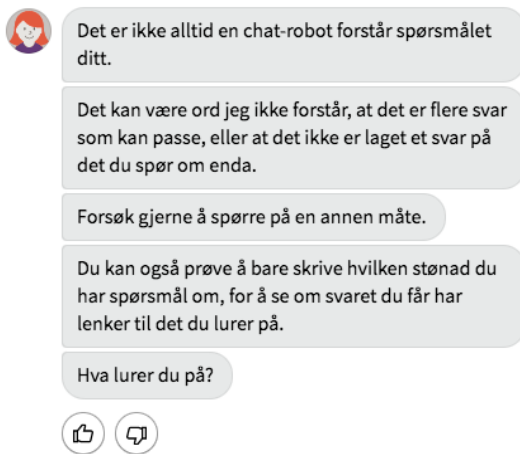 Det er ikke alltid en chat-robot forstår spørsmålet
ditt.
Det kan være ord jeg ikke forstår, at det er flere svar
som kan passe, eller at det ikke er laget et svar på
det du spør om enda.
Forsøk gjerne å spørre på en annen måte.
Du kan også prøve å bare skrive hvilken stønad du
har spørsmål om, for å se om svaret du får har
lenker til det du lurer på.
Hva lurer du på?